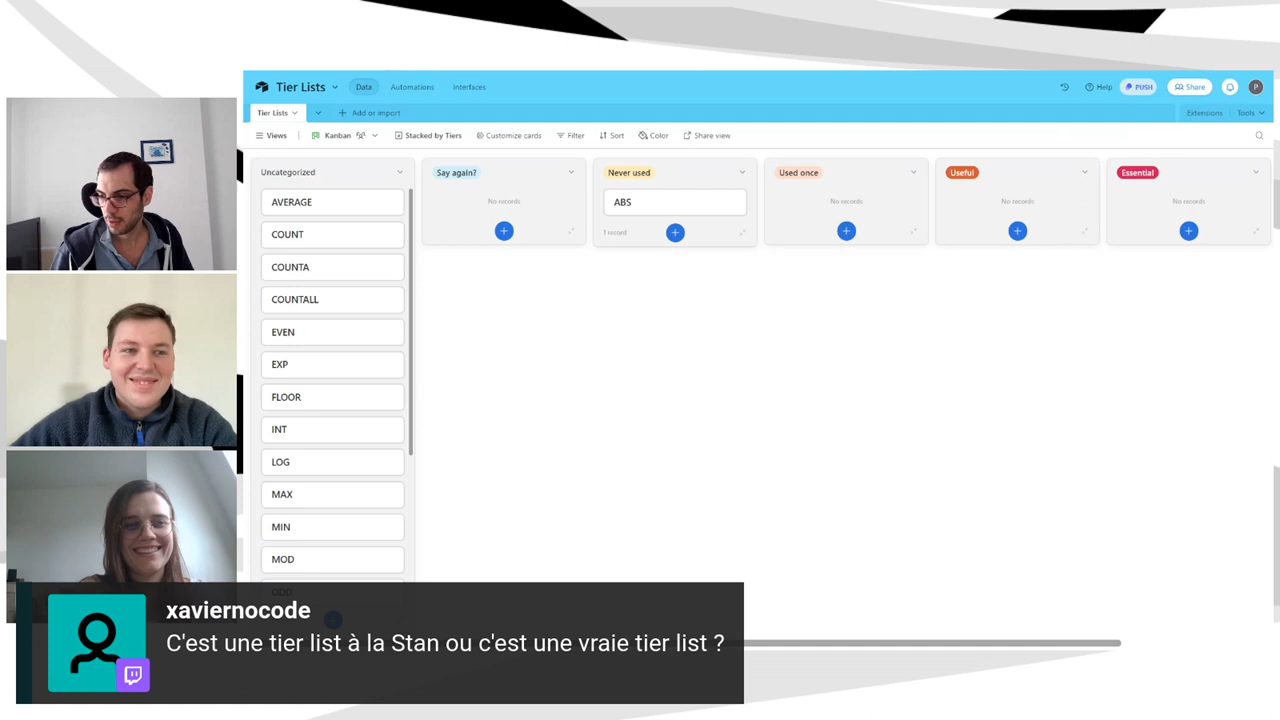 Tier Lists
Data
Automations
Interfaces
Help
PUSH
Share
P
Tier Lists
Add or import
Extensions
Tools
Views
Kanban
Stacked by Tiers
Customize cards
Filter
Sort
Color
Share view
Uncategorized
Say again?
Never used
Used once
Useful
Essential
AVERAGE
No records
ABS
No records
No records
No records
COUNT
1 record
COUNTA
COUNTALL
EVEN
EXP
FLOOR
INT
LOG
MAX
MIN
MOD
ODD
xaviernocode
C'est une tier list à la Stan ou c'est une vraie tier list ?